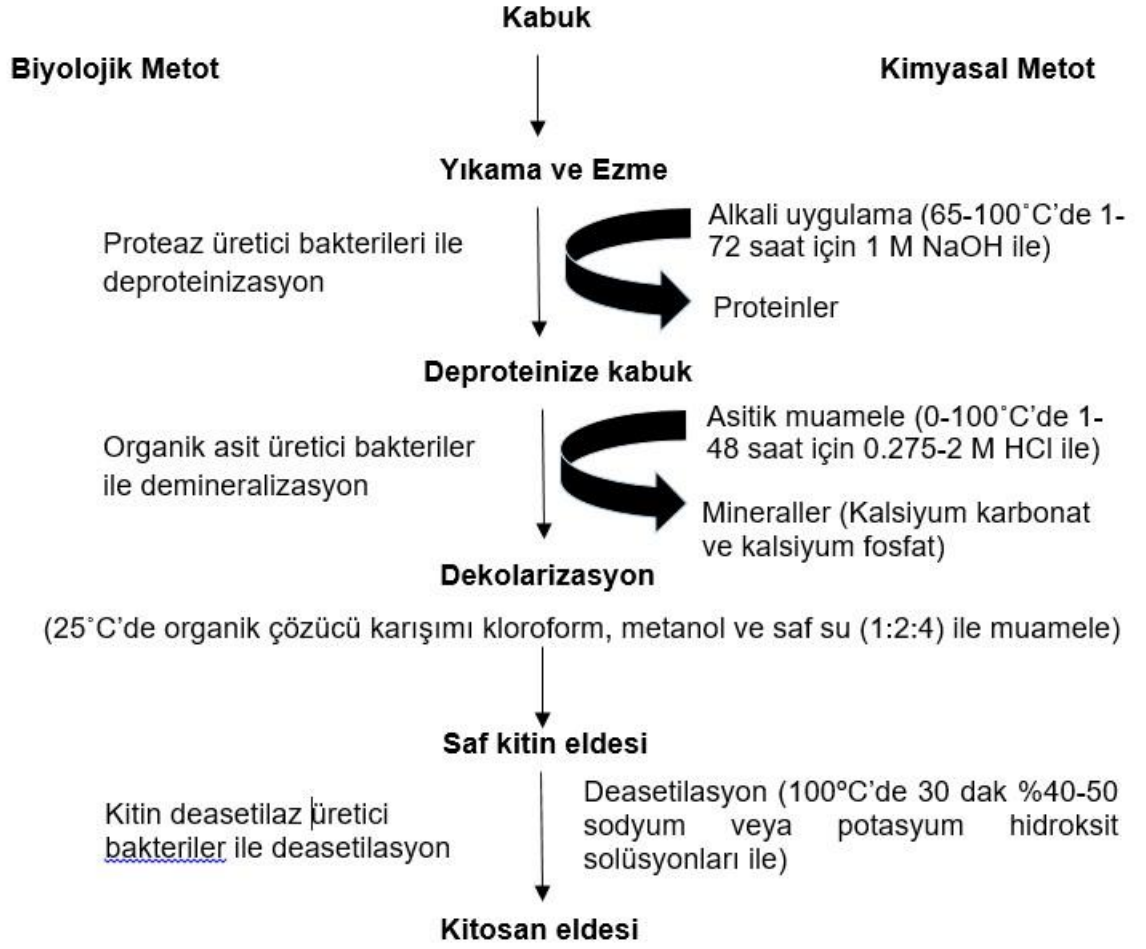 Kabuk
Biyolojik Metot
Kimyasal Metot
Yıkama ve Ezme
Proteaz üretici bakterileri ile
deproteinizasyon
Alkali uygulama (65-100˚C’de 1-
72 saat için 1 M NaOH ile)
Proteinler
Deproteinize kabuk
Organik asit üretici bakteriler
ile demineralizasyon
Asitik muamele (0-100˚C’de 1-
48 saat için 0.275-2 M HCl ile)
Mineraller (Kalsiyum karbonat
ve kalsiyum fosfat)
Dekolarizasyon
(25˚C’de organik çözücü karışımı kloroform, metanol ve saf su (1:2:4) ile muamele)
Saf kitin eldesi
Kitin deasetilaz üretici
bakteriler ile deasetilasyon
Deasetilasyon (100ºC’de 30 dak %40-50
sodyum veya potasyum hidroksit
solüsyonları ile)
Kitosan eldesi